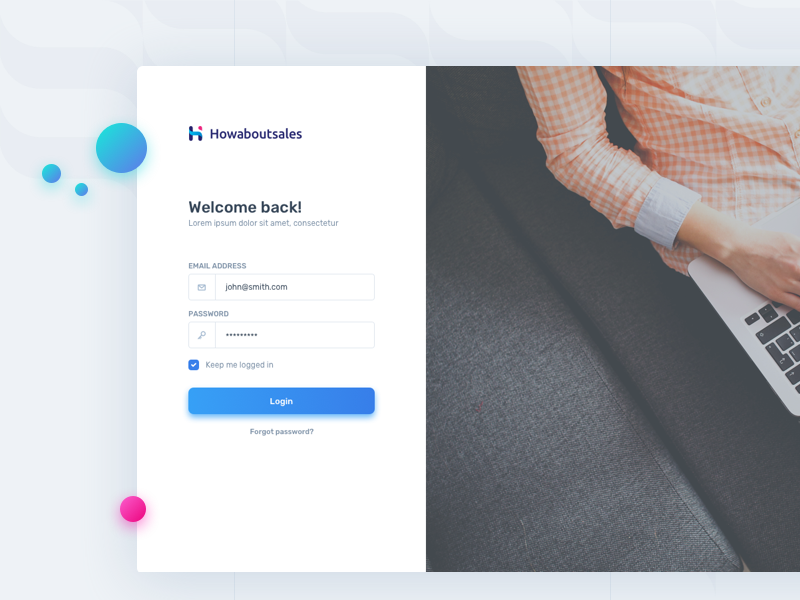 Howaboutsales
Welcome back!
Lorem ipsum dolor sit amet, consectetur
EMAIL ADDRESS
john@smith.com
PASSWORD
•••••••••
Keep me logged in
Login
Forgot password?